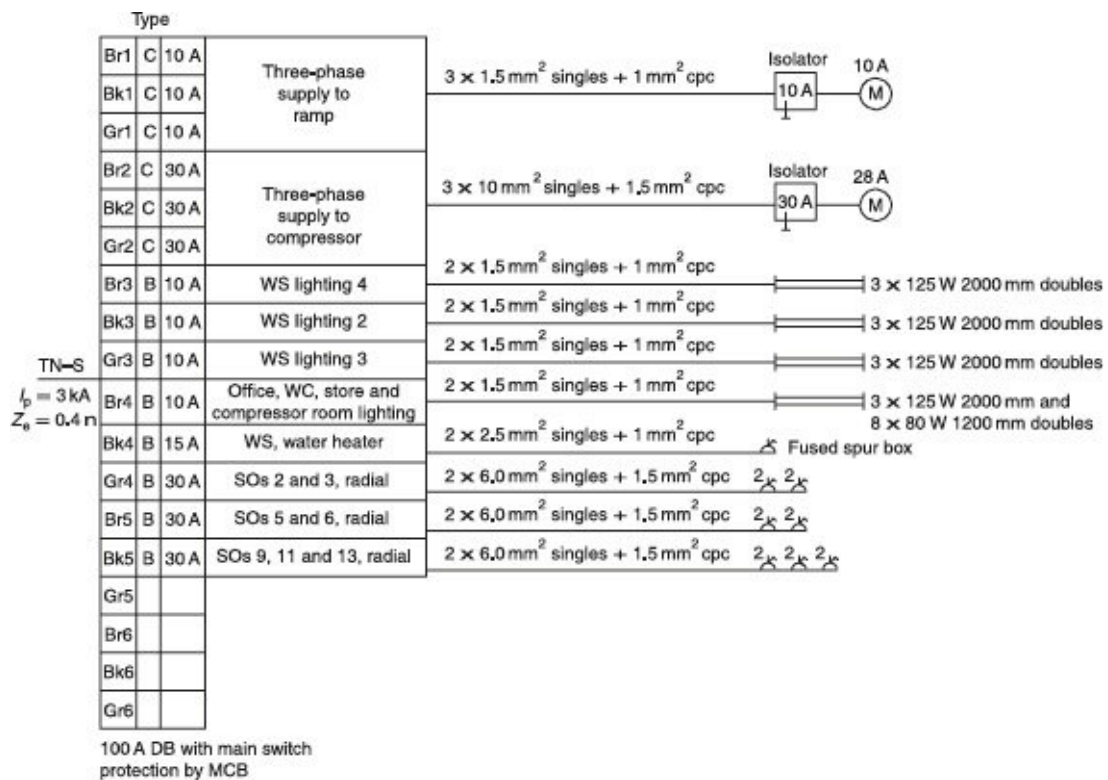 Type
Br1 C 10 A
Bk1 C 10 A
Gr1 C 10 A
Three-phase
supply to
ramp
3 × 1.5 mm² singles + 1 mm² cpc
Isolator
10 A
10 A
M
Br2 C 30 A
Bk2 C 30 A
Gr2 C 30 A
Three-phase
supply to
compressor
3 × 10 mm² singles + 1.5 mm² cpc
Isolator
30 A
28 A
M
Br3 B 10 A WS lighting 4
2 × 1.5 mm² singles + 1 mm² cpc
3 × 125 W 2000 mm doubles
Bk3 B 10 A WS lighting 2
2 × 1.5 mm² singles + 1 mm² cpc
3 × 125 W 2000 mm doubles
Gr3 B 10 A WS lighting 3
2 × 1.5 mm² singles + 1 mm² cpc
3 × 125 W 2000 mm doubles
TN–S
Ip = 3 kA
Ze = 0.4 n
Br4 B 10 A
Office, WC, store and
compressor room lighting
2 × 1.5 mm² singles + 1 mm² cpc
3 × 125 W 2000 mm and
8 × 80 W 1200 mm doubles
Bk4 B 15 A WS, water heater
2 × 2.5 mm² singles + 1 mm² cpc
Fused spur box
Gr4 B 30 A SOs 2 and 3, radial
2 × 6.0 mm² singles + 1.5 mm² cpc
2 2
Br5 B 30 A SOs 5 and 6, radial
2 × 6.0 mm² singles + 1.5 mm² cpc
2 2
Bk5 B 30 A SOs 9, 11 and 13, radial
2 × 6.0 mm² singles + 1.5 mm² cpc
2 2 2
Gr5
Br6
Bk6
Gr6
100 A DB with main switch
protection by MCB